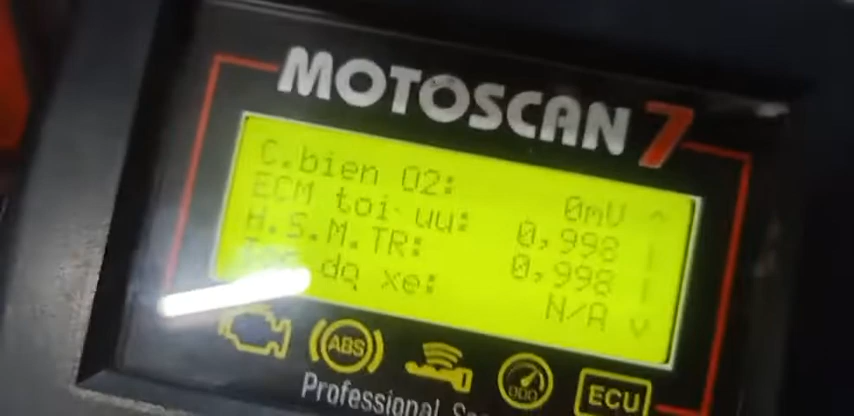 MOTOSCAN 7
C.bien O2: 0mV
ECM toi uu: 0,998
H.S.M.TR: 0,998
dq xe: N/A
ABS
ECU
Professional